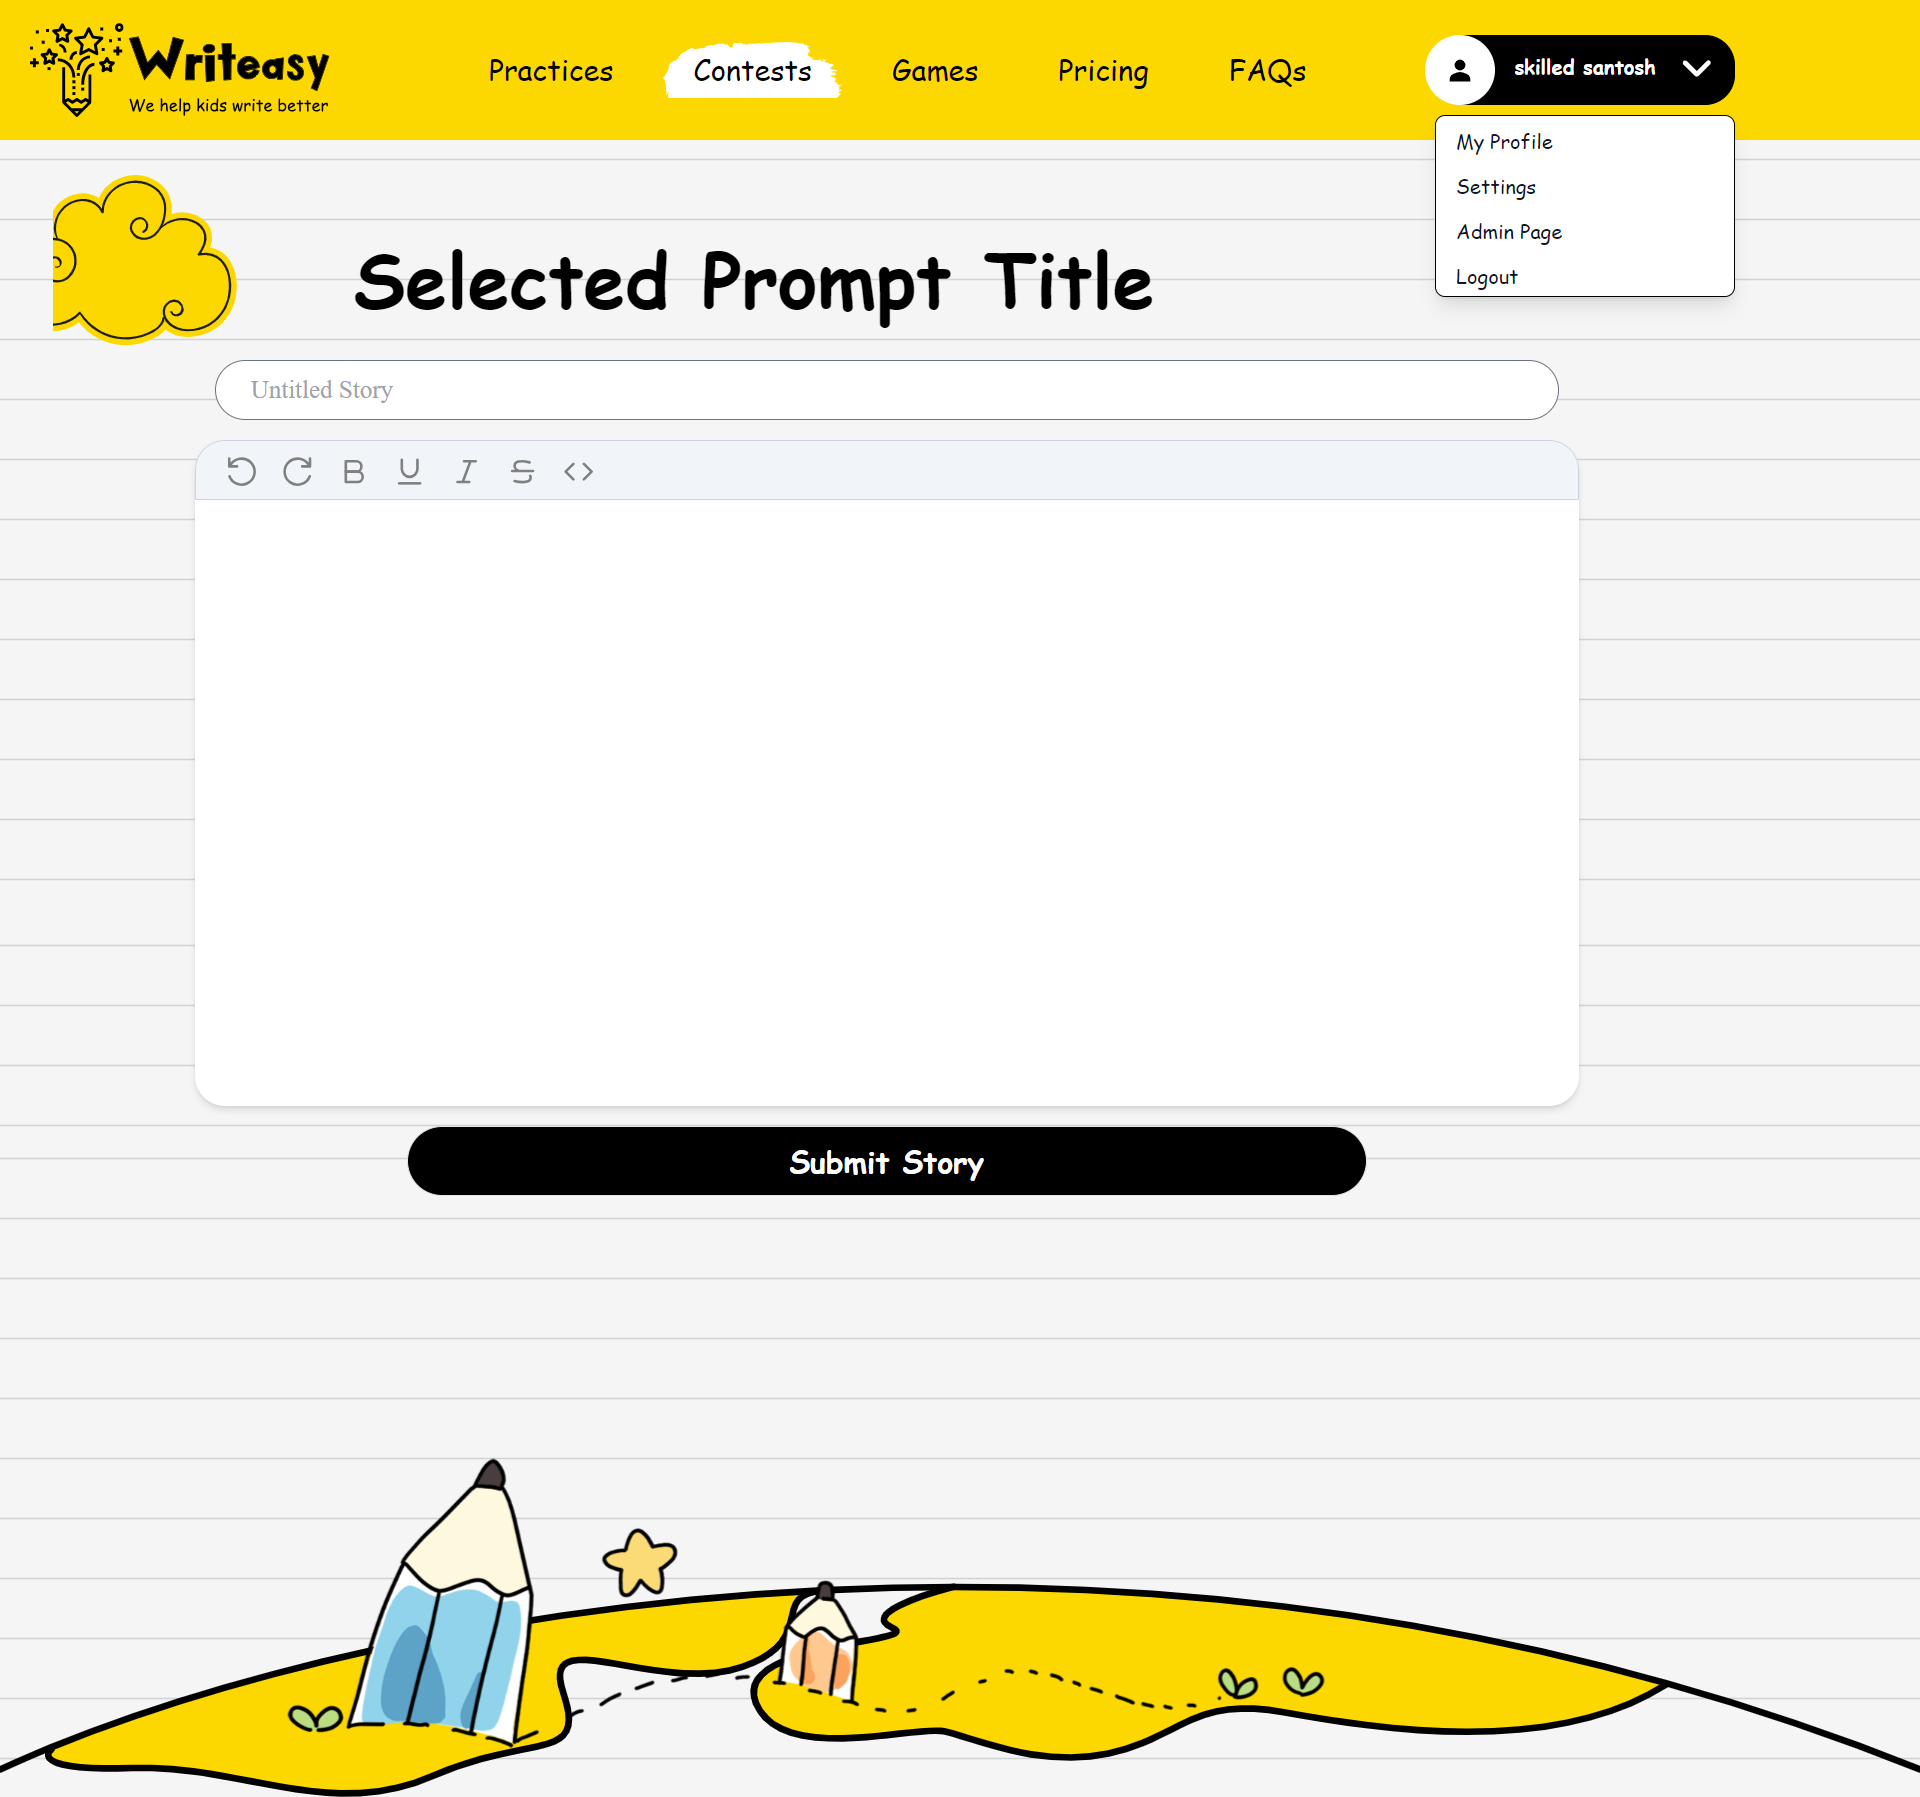 Writeasy
We help kids write better
Practices
Contests
Games
Pricing
FAQs
skilled santosh
My Profile
Settings
Admin Page
Logout
Selected Prompt Title
Untitled Story
B U I S <>
Submit Story